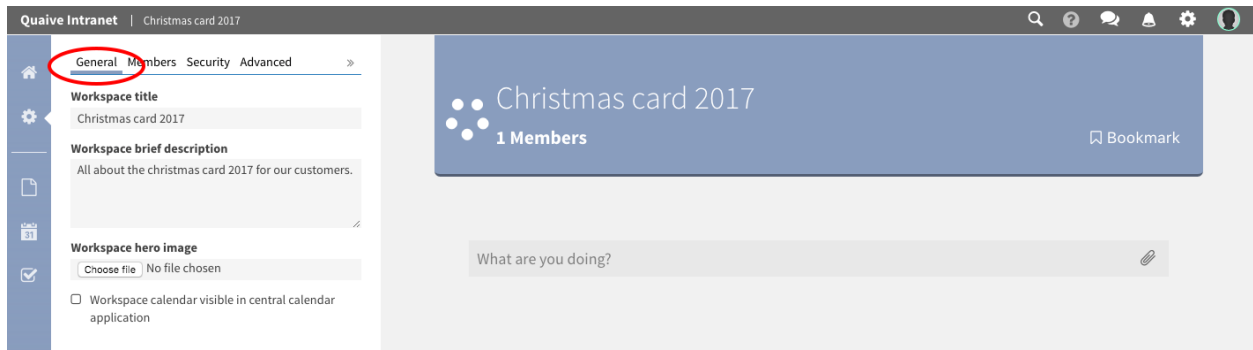 Quaive Intranet | Christmas card 2017
General Members Security Advanced »
Workspace title
Christmas card 2017
Workspace brief description
All about the christmas card 2017 for our customers.
Workspace hero image
Choose file No file chosen
Workspace calendar visible in central calendar
application
31
Christmas card 2017
1 Members
Bookmark
What are you doing?